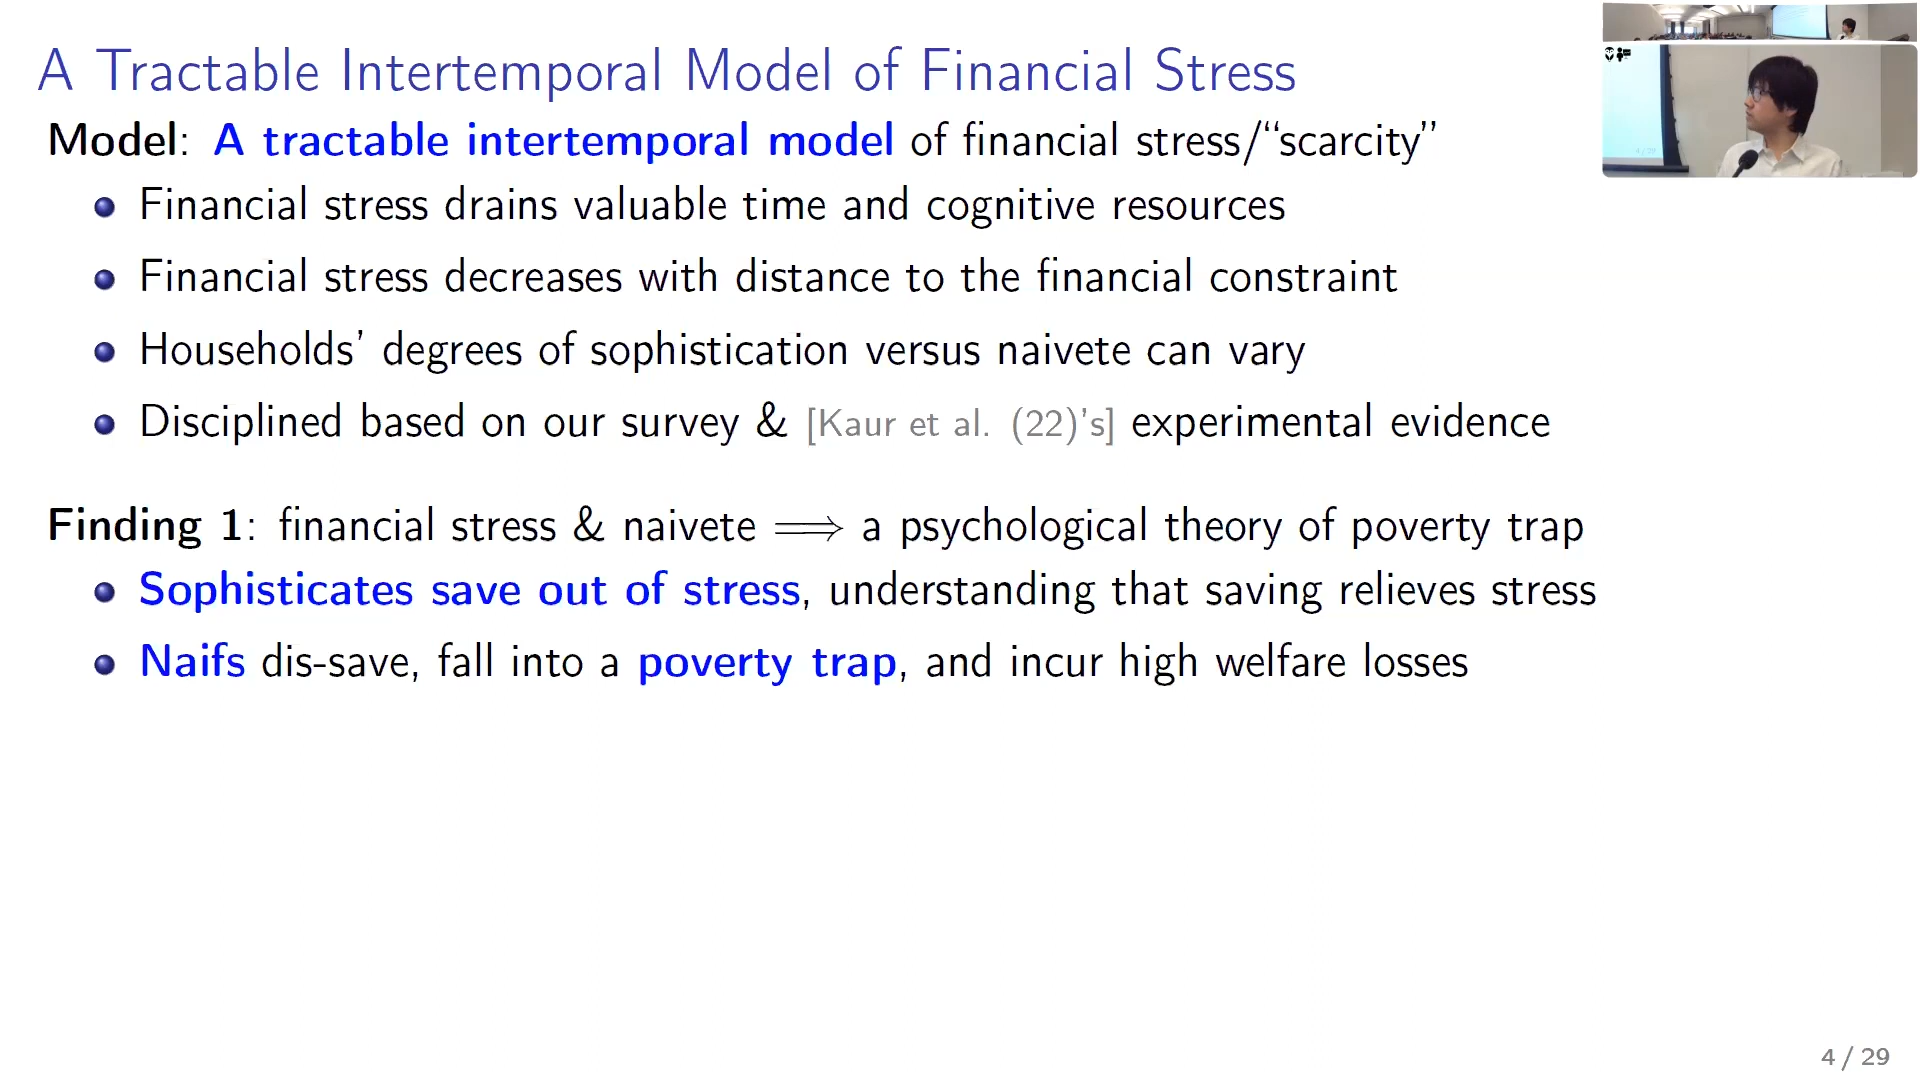 A Tractable Intertemporal Model of Financial Stress
Model: A tractable intertemporal model of financial stress/“scarcity”
Financial stress drains valuable time and cognitive resources
Financial stress decreases with distance to the financial constraint
Households’ degrees of sophistication versus naivete can vary
Disciplined based on our survey & [Kaur et al. (22)’s] experimental evidence
Finding 1: financial stress & naivete ⟹ a psychological theory of poverty trap
Sophisticates save out of stress, understanding that saving relieves stress
Naifs dis-save, fall into a poverty trap, and incur high welfare losses
4 / 29